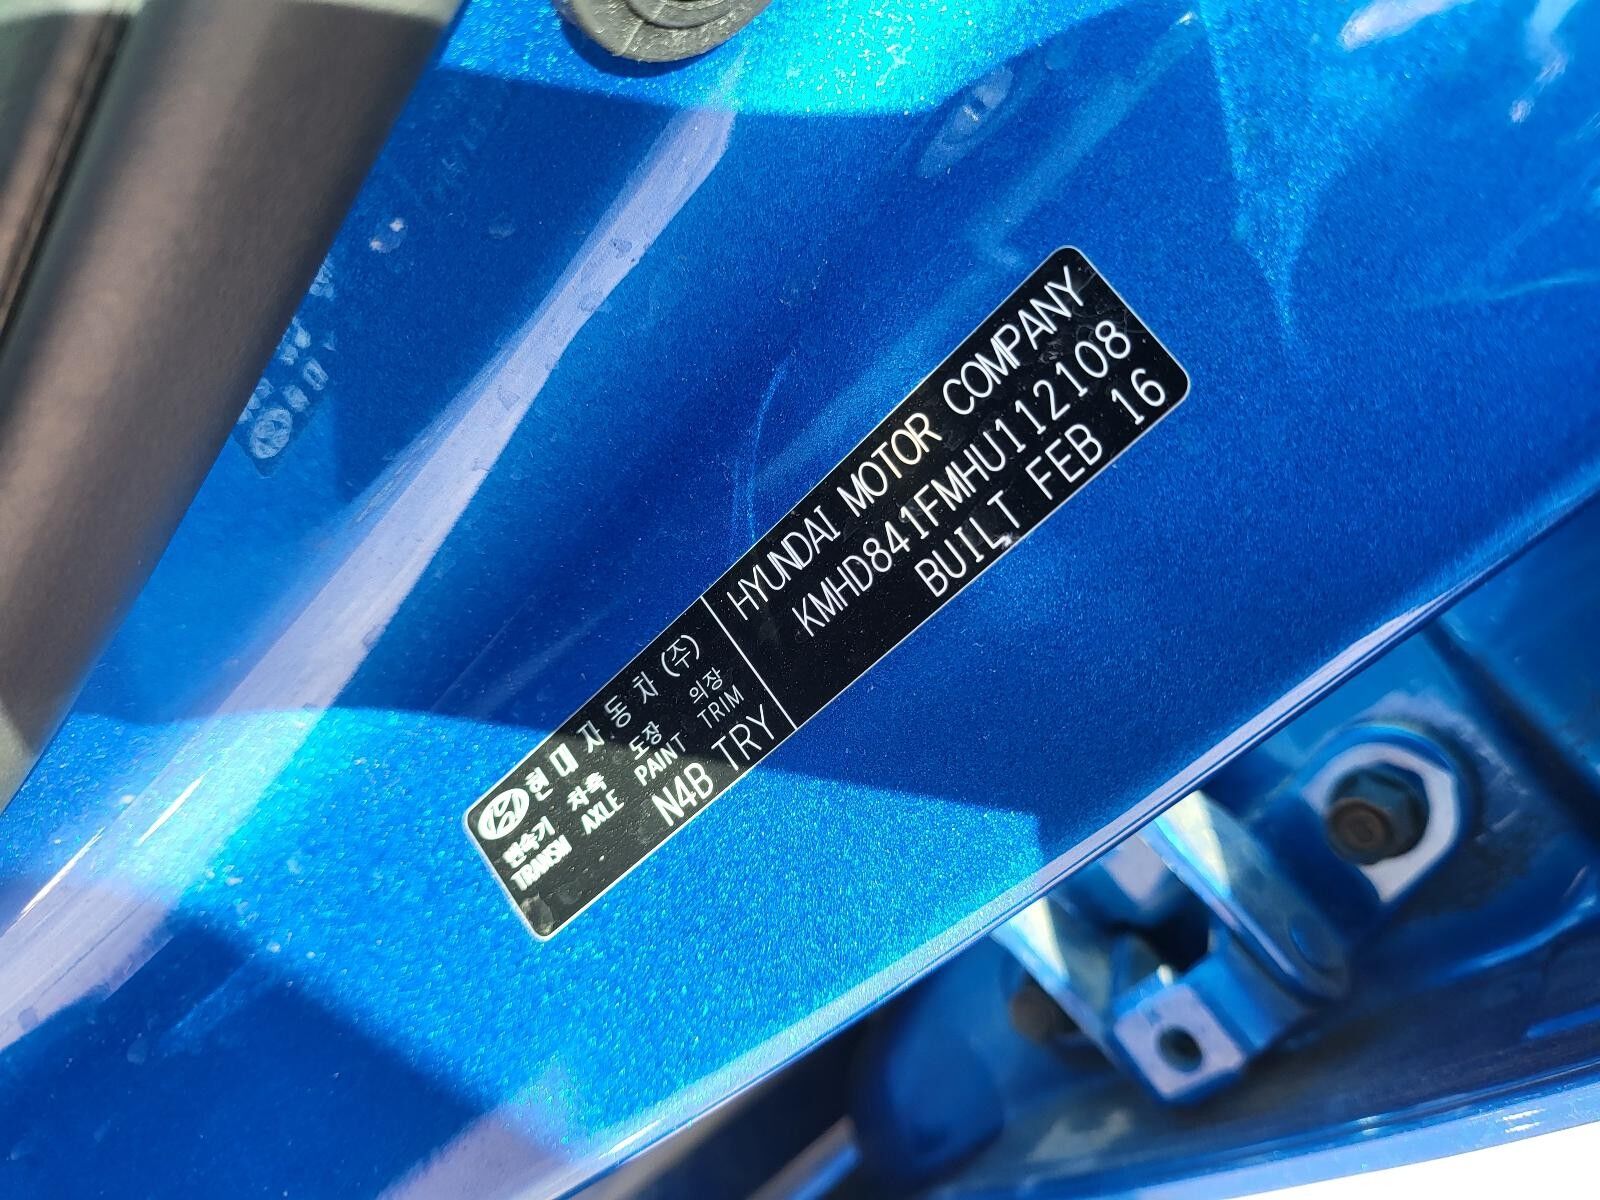 현대자동차(주)
변속기 차축 도장 의장
TRANSM AXLE PAINT TRIM
N4B TRY
HYUNDAI MOTOR COMPANY
KMHD841FMHU112108
BUILT FEB 16